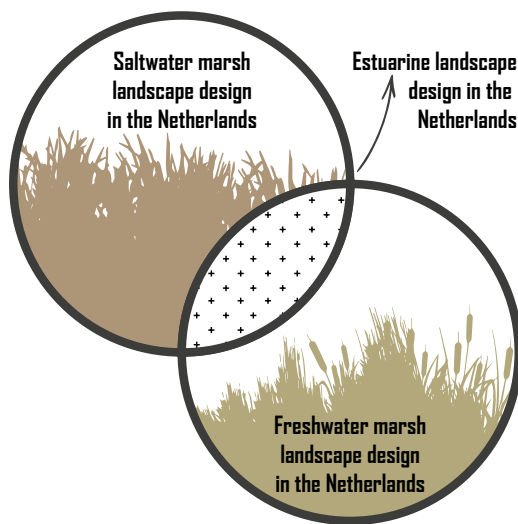 Saltwater marsh
landscape design
in the Netherlands
Estuarine landscape
design in the
Netherlands
Freshwater marsh
landscape design
in the Netherlands